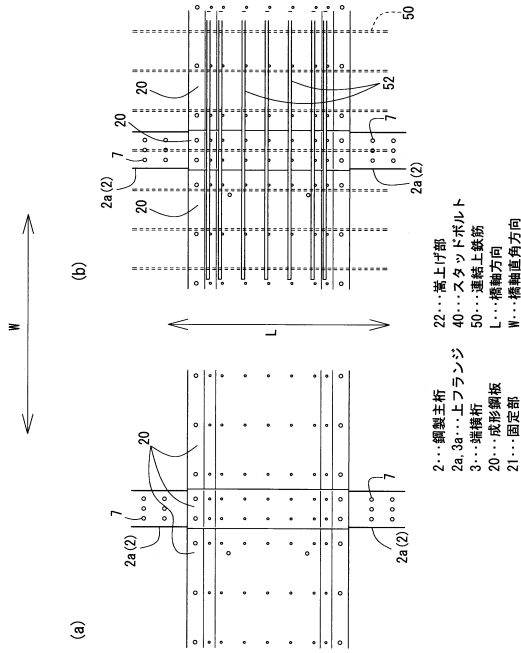 W
(a)
2a(2)
7
20
2a(2)
7
L
(b)
2a(2)
7
20
20
20
50
52
7
2a(2)
2・・・鋼製主桁
2a, 3a・・・上フランジ
3・・・端横桁
20・・・成形鋼板
21・・・固定部
22・・・嵩上げ部
40・・・スタッドボルト
50・・・連結上鉄筋
L・・・橋軸方向
W・・・橋軸直角方向